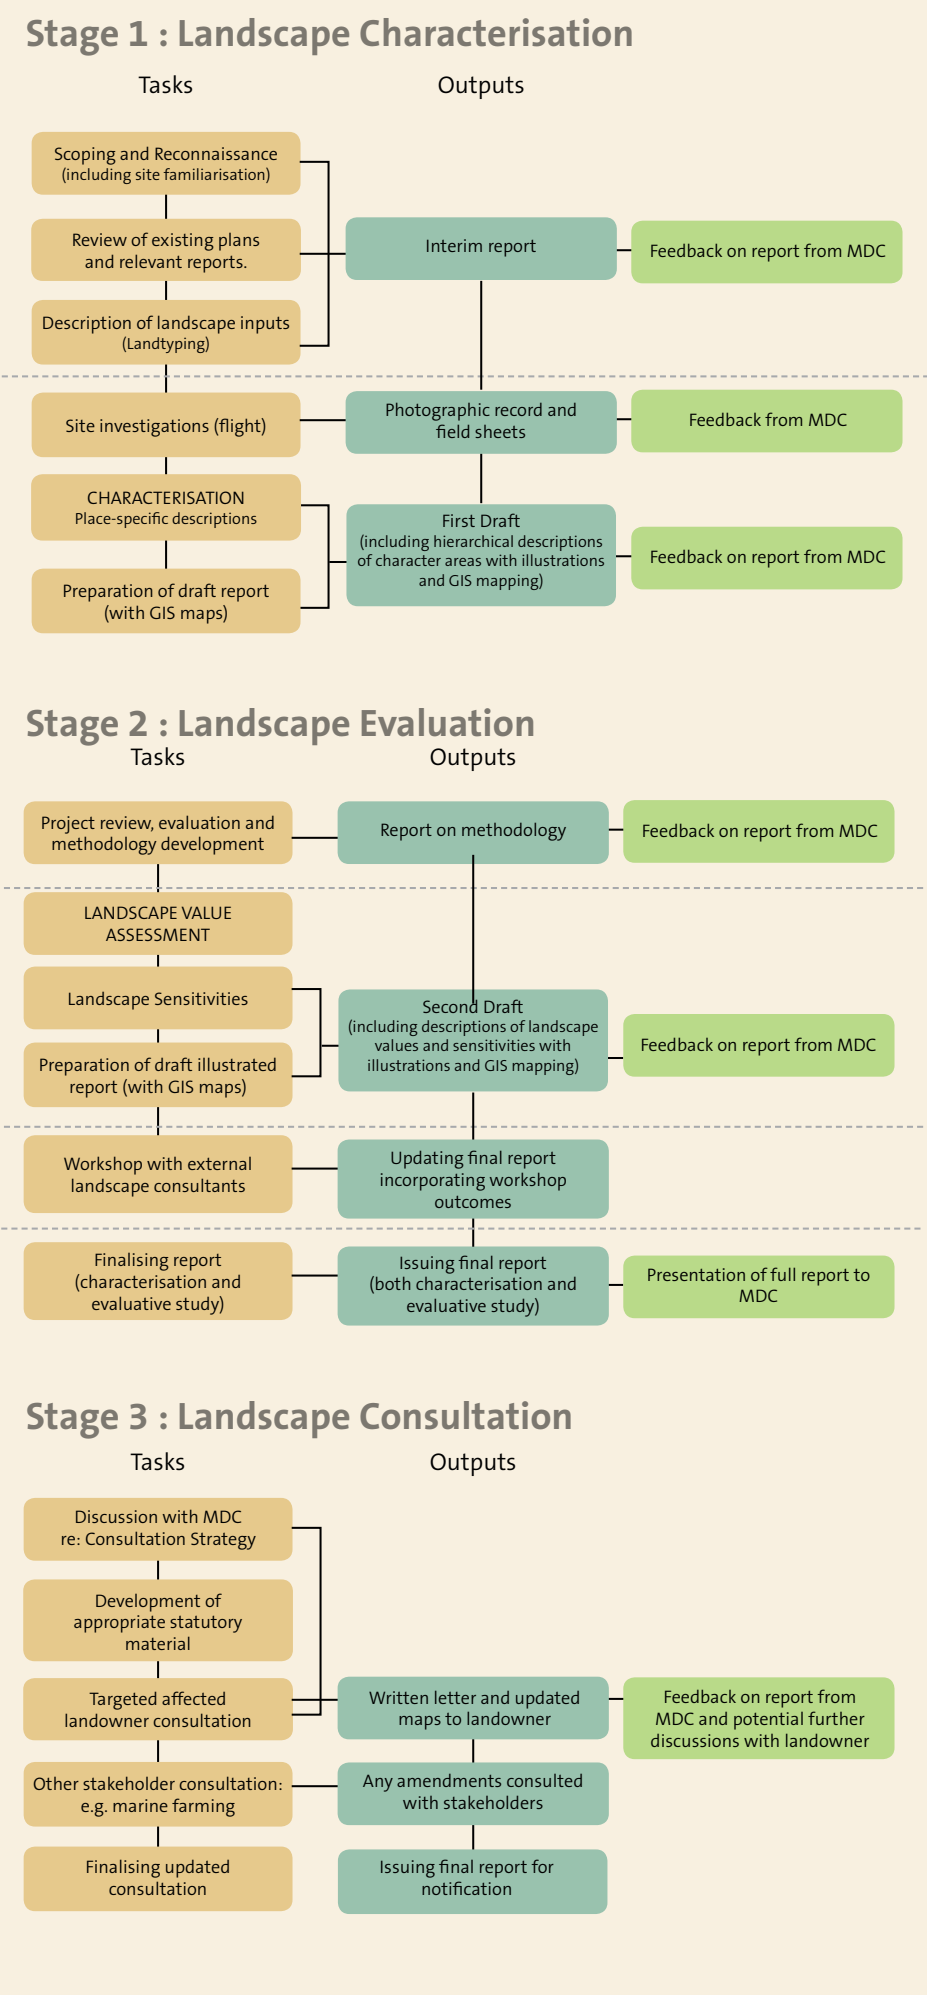 Stage 1 : Landscape Characterisation
Tasks
Outputs
Scoping and Reconnaissance
(including site familiarisation)
Review of existing plans
and relevant reports.
Interim report
Feedback on report from MDC
Description of landscape inputs
(Landtyping)
Site investigations (flight)
Photographic record and
field sheets
Feedback from MDC
CHARACTERISATION
Place-specific descriptions
Preparation of draft report
(with GIS maps)
First Draft
(including hierarchical descriptions
of character areas with illustrations
and GIS mapping)
Feedback on report from MDC
Stage 2 : Landscape Evaluation
Tasks
Outputs
Project review, evaluation and
methodology development
Report on methodology
Feedback on report from MDC
LANDSCAPE VALUE
ASSESSMENT
Landscape Sensitivities
Preparation of draft illustrated
report (with GIS maps)
Second Draft
(including descriptions of landscape
values and sensitivities with
illustrations and GIS mapping)
Feedback on report from MDC
Workshop with external
landscape consultants
Updating final report
incorporating workshop
outcomes
Finalising report
(characterisation and
evaluative study)
Issuing final report
(both characterisation and
evaluative study)
Presentation of full report to
MDC
Stage 3 : Landscape Consultation
Tasks
Outputs
Discussion with MDC
re: Consultation Strategy
Development of
appropriate statutory
material
Targeted affected
landowner consultation
Written letter and updated
maps to landowner
Feedback on report from
MDC and potential further
discussions with landowner
Other stakeholder consultation:
e.g. marine farming
Any amendments consulted
with stakeholders
Finalising updated
consultation
Issuing final report for
notification